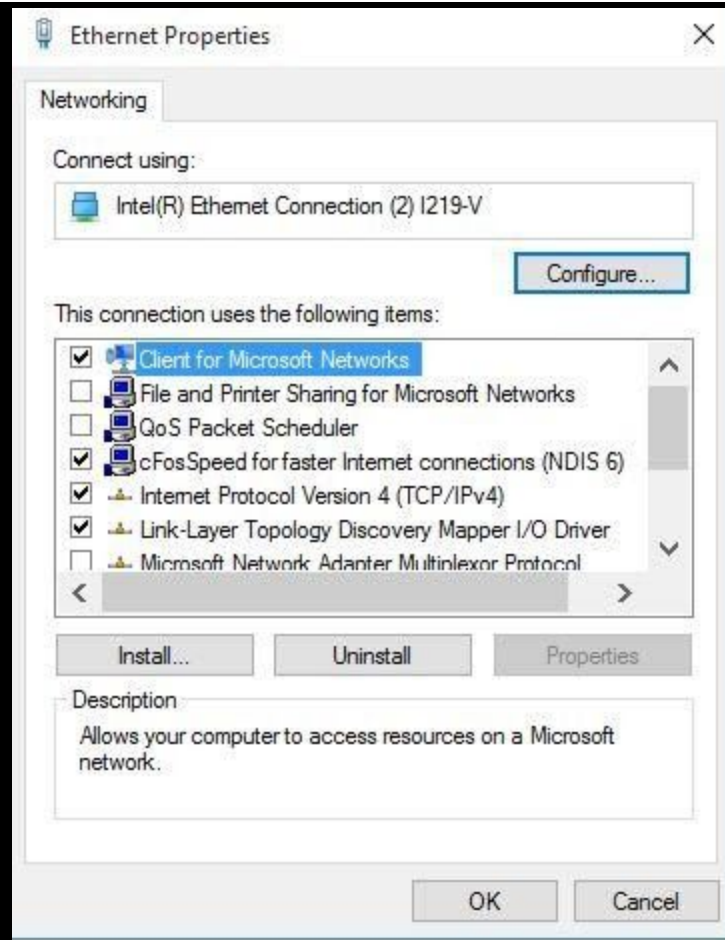 Ethernet Properties
Networking
Connect using:
Intel(R) Ethernet Connection (2) I219-V
Configure...
This connection uses the following items:
Client for Microsoft Networks
File and Printer Sharing for Microsoft Networks
QoS Packet Scheduler
cFosSpeed for faster Internet connections (NDIS 6)
Internet Protocol Version 4 (TCP/IPv4)
Link-Layer Topology Discovery Mapper I/O Driver
Microsoft Network Adapter Multiplexor Protocol
Install... Uninstall Properties
Description
Allows your computer to access resources on a Microsoft
network.
OK Cancel